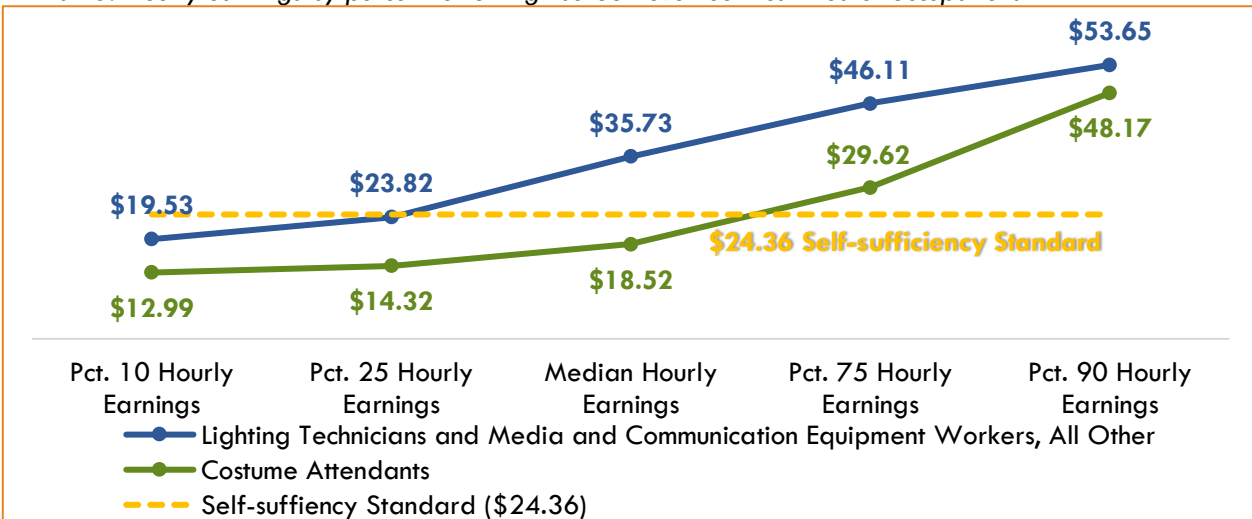 $53.65
$46.11
$35.73
$48.17
$29.62
$23.82
$19.53
$24.36 Self-sufficiency Standard
$18.52
$14.32
$12.99
Pct. 10 Hourly Earnings
Pct. 25 Hourly Earnings
Median Hourly Earnings
Pct. 75 Hourly Earnings
Pct. 90 Hourly Earnings
Lighting Technicians and Media and Communication Equipment Workers, All Other
Costume Attendants
Self-suffiency Standard ($24.36)